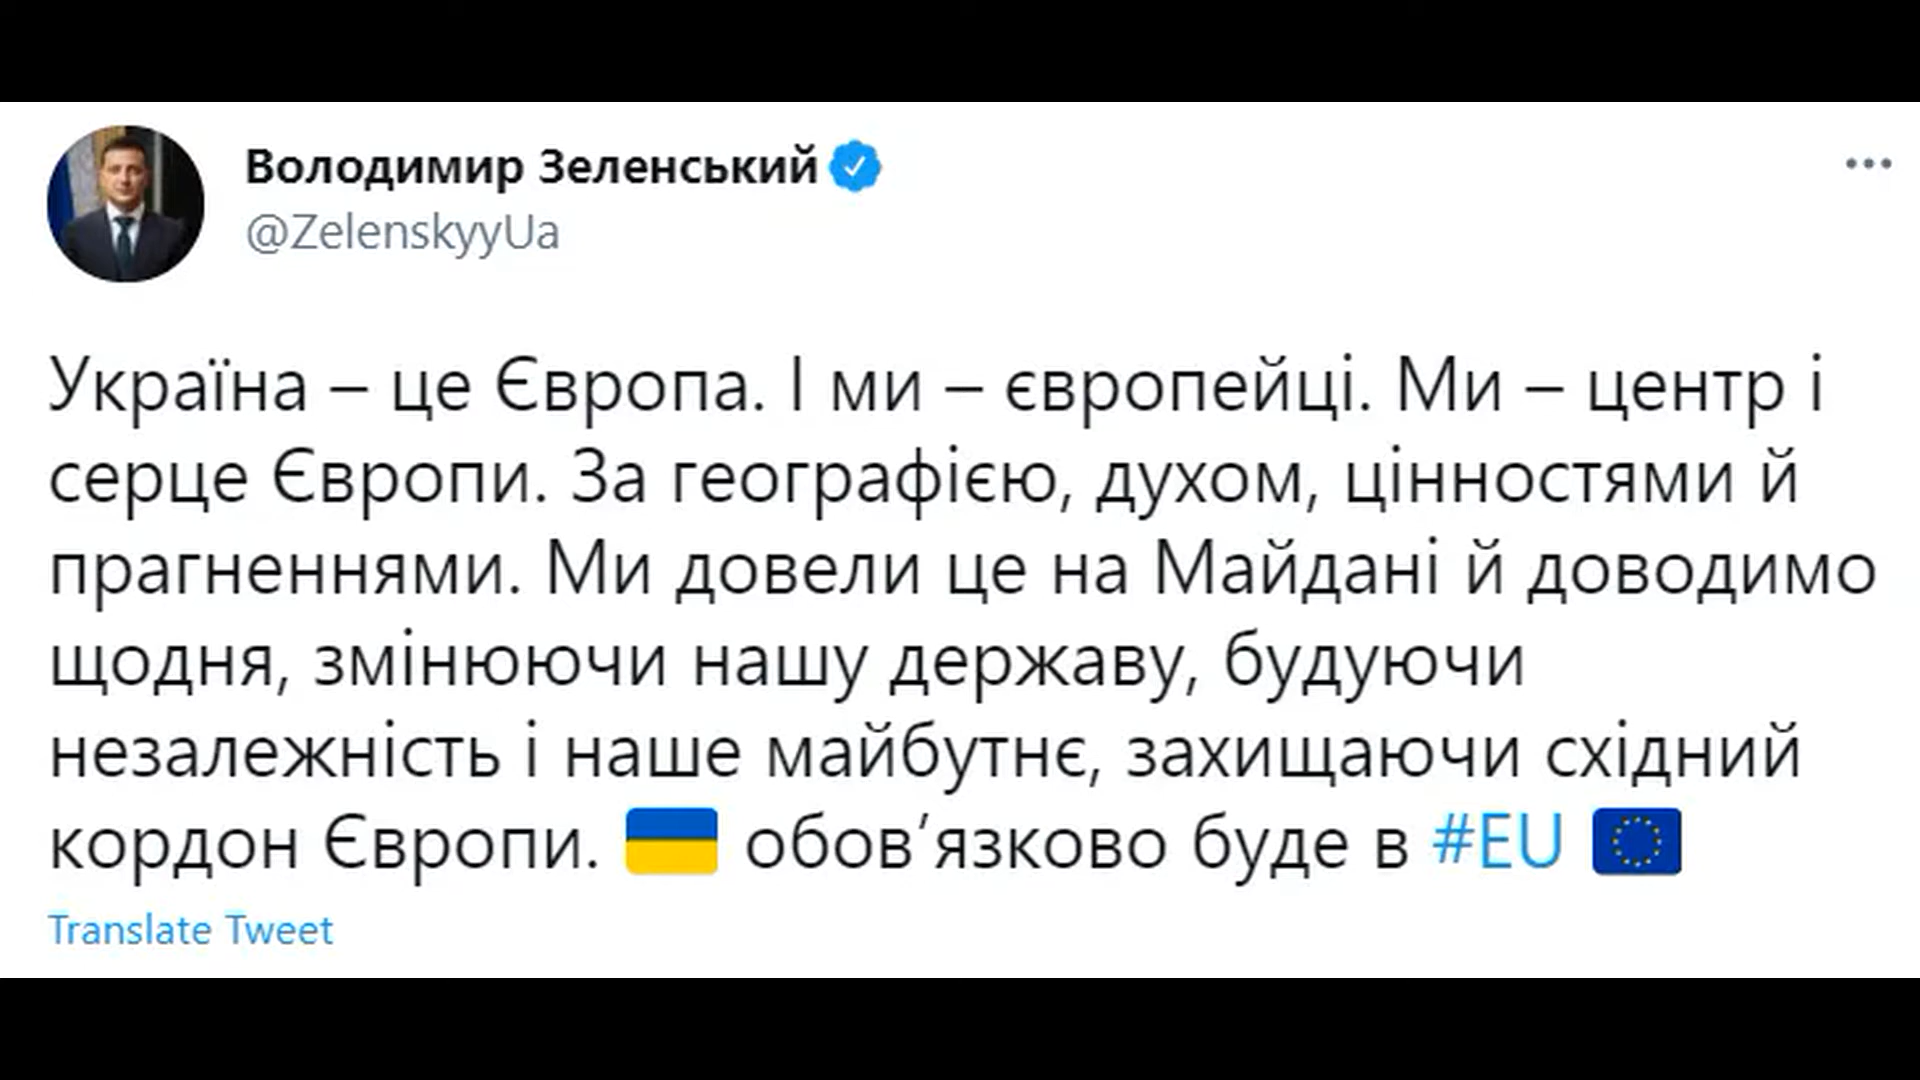 Володимир Зеленський
@ZelenskyyUa
Україна – це Європа. І ми – європейці. Ми – центр і
серце Європи. За географією, духом, цінностями й
прагненнями. Ми довели це на Майдані й доводимо
щодня, змінюючи нашу державу, будуючи
незалежність і наше майбутнє, захищаючи східний
кордон Європи. 🇺🇦 обов’язково буде в #EU 🇪🇺
Translate Tweet